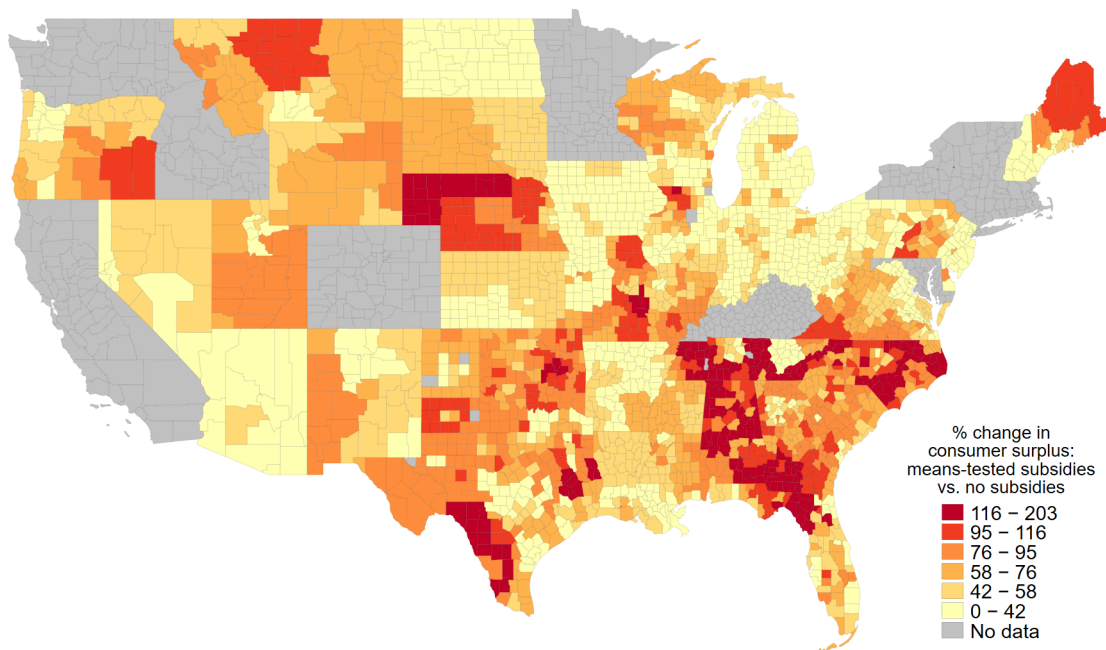 % change in
consumer surplus:
means-tested subsidies
vs. no subsidies
116 − 203
95 − 116
76 − 95
58 − 76
42 − 58
0 − 42
No data